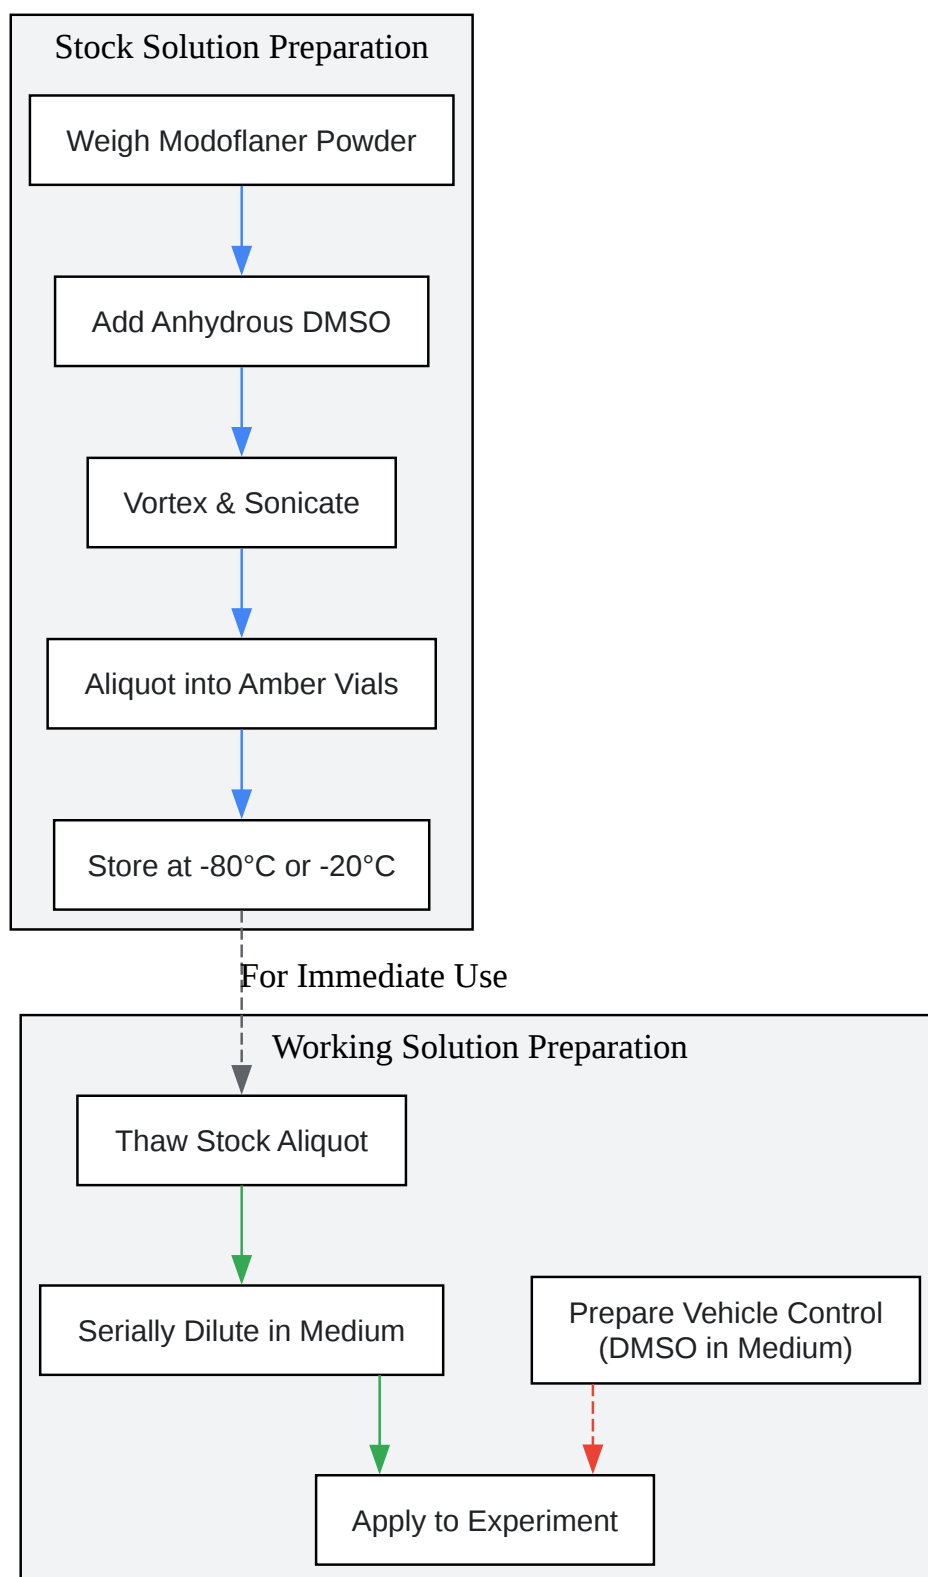 Stock Solution Preparation
Weigh Modoflaner Powder
Add Anhydrous DMSO
Vortex & Sonicate
Aliquot into Amber Vials
Store at -80°C or -20°C
For Immediate Use
Working Solution Preparation
Thaw Stock Aliquot
Serially Dilute in Medium
Prepare Vehicle Control
(DMSO in Medium)
Apply to Experiment